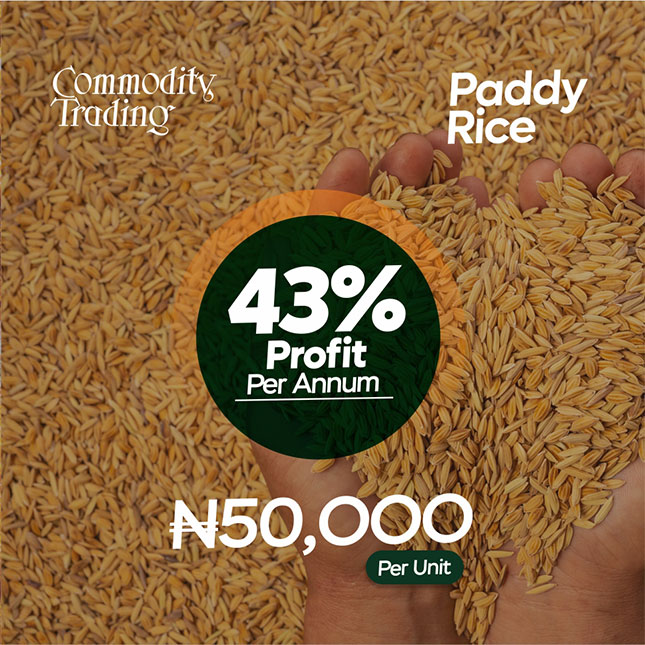 Commodity
Trading
Paddy
Rice
43%
Profit
Per Annum
₦50,000
Per Unit